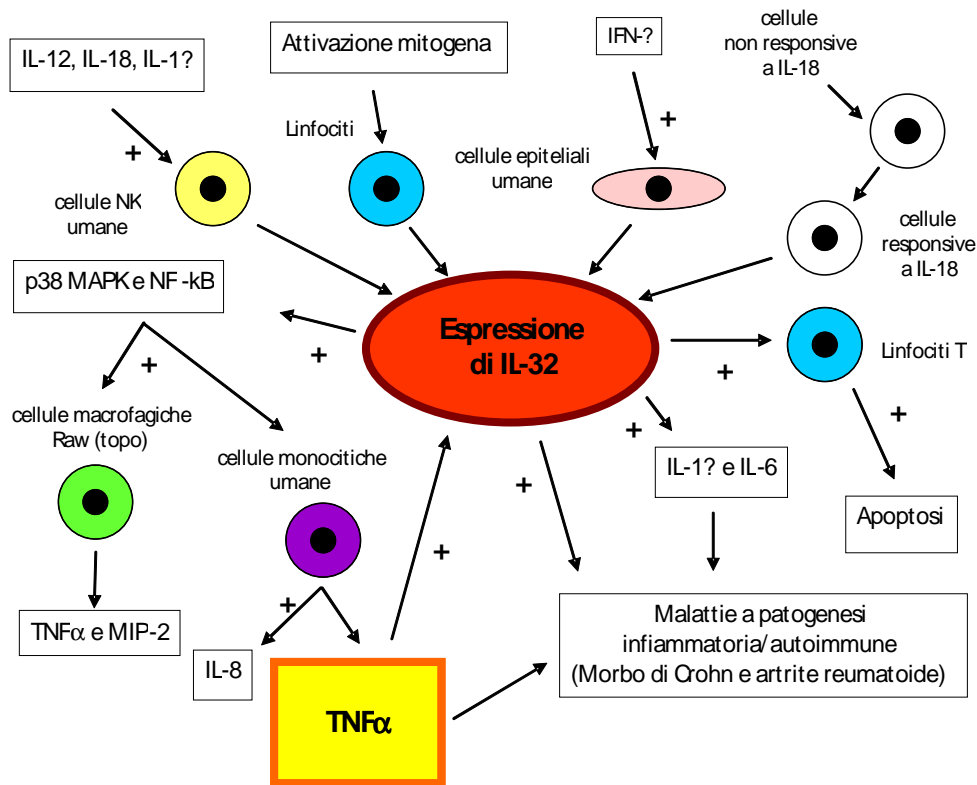 IL-12, IL-18, IL-1?
Attivazione mitogena
IFN-?
cellule
non responsive
a IL-18
+
Linfociti
+
cellule epiteliali
umane
cellule NK
umane
cellule
responsive
a IL-18
p38 MAPK e NF -kB
+
Espressione
di IL-32
+
Linfociti T
+
+
cellule macrofagiche
Raw (topo)
cellule monocitiche
umane
+
IL-1? e IL-6
+
Apoptosi
+
TNFα e MIP-2
+
IL-8
TNFα
Malattie a patogenesi
infiammatoria/autoimmune
(Morbo di Crohn e artrite reumatoide)